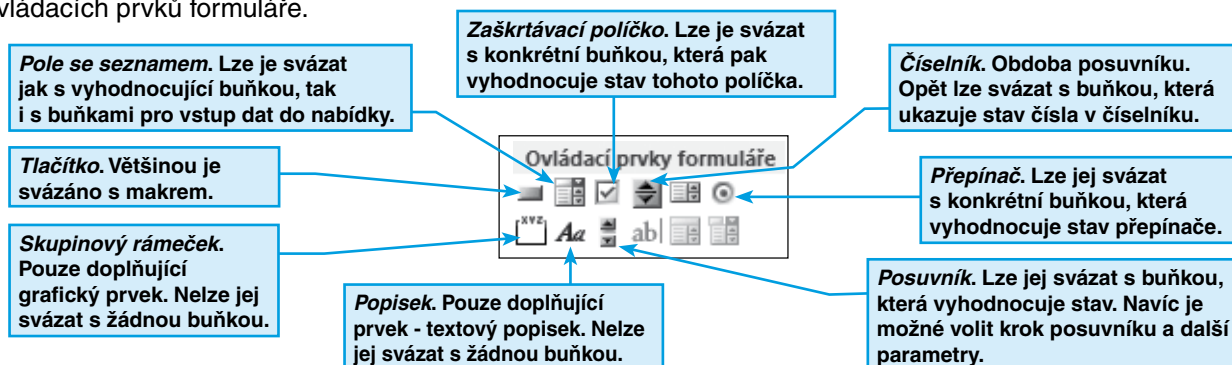 vládacích prvků formuláře.
Pole se seznamem. Lze je svázat
jak s vyhodnocující buňkou, tak
i s buňkami pro vstup dat do nabídky.
Zaškrtávací políčko. Lze je svázat
s konkrétní buňkou, která pak
vyhodnocuje stav tohoto políčka.
Číselník. Obdoba posuvníku.
Opět lze svázat s buňkou, která
ukazuje stav čísla v číselníku.
Tlačítko. Většinou je
svázáno s makrem.
Ovládací prvky formuláře
XYZ
Aa
ab|
Přepínač. Lze jej svázat
s konkrétní buňkou, která
vyhodnocuje stav přepínače.
Skupinový rámeček.
Pouze doplňující
grafický prvek. Nelze jej
svázat s žádnou buňkou.
Popisek. Pouze doplňující
prvek - textový popisek. Nelze
jej svázat s žádnou buňkou.
Posuvník. Lze jej svázat s buňkou,
která vyhodnocuje stav. Navíc je
možné volit krok posuvníku a další
parametry.